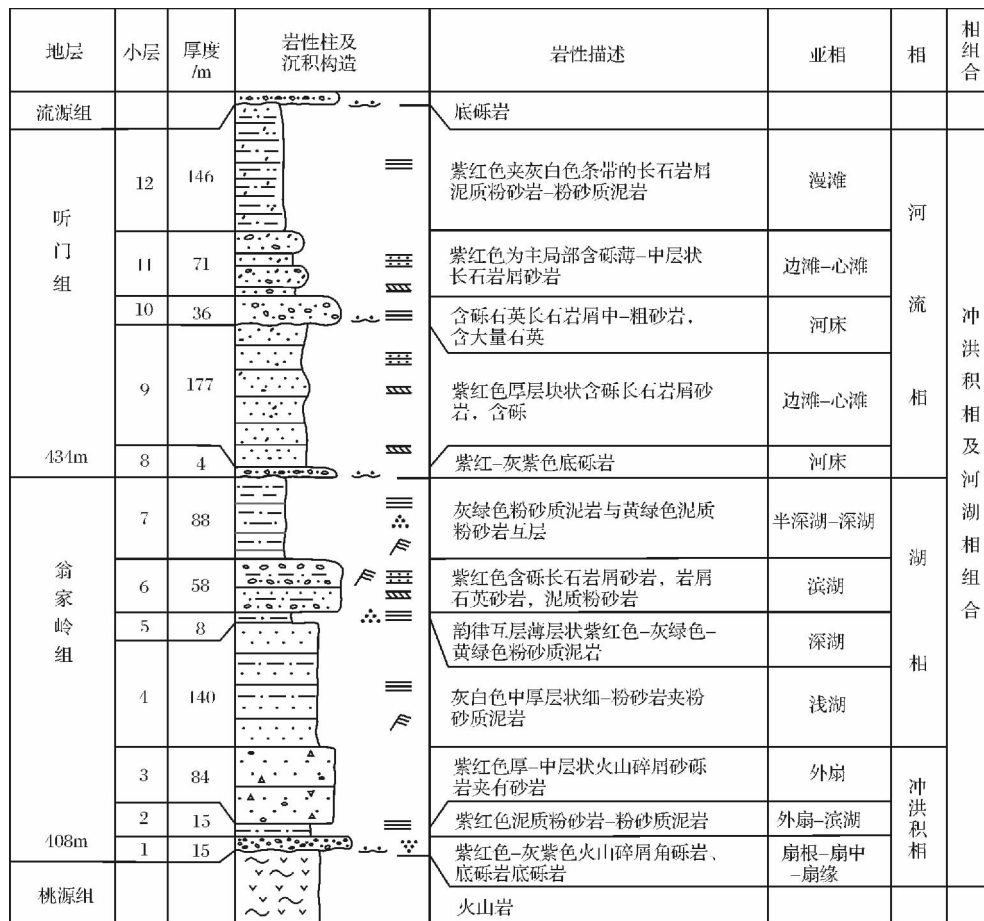 地层
小层
厚度
/m
岩性柱及
沉积构造
岩性描述
亚相
相
相组合
流源组
底砾岩
听门组
434m
12
146
紫红色夹灰白色条带的长石岩屑
泥质粉砂岩-粉砂质泥岩
漫滩
11
71
紫红色为主局部含砾薄-中层状
长石岩屑砂岩
边滩-心滩
10
36
含砾石英长石岩屑中-粗砂岩,
含大量石英
河床
9
177
紫红色厚层块状含砾长石岩屑砂
岩, 含砾
边滩-心滩
8
4
紫红-灰紫色底砾岩
河床
河流相
翁家岭组
408m
7
88
灰绿色粉砂质泥岩与黄绿色泥质
粉砂岩互层
半深湖-深湖
6
58
紫红色含砾长石岩屑砂岩, 岩屑
石英砂岩, 泥质粉砂岩
滨湖
5
8
韵律互层薄层状紫红色-灰绿色-
黄绿色粉砂质泥岩
深湖
4
140
灰白色中厚层状细-粉砂岩夹粉
砂质泥岩
浅湖
湖相
3
84
紫红色厚-中层状火山碎屑砂砾
岩夹有砂岩
外扇
2
15
紫红色泥质粉砂岩-粉砂质泥岩
外扇-滨湖
1
15
紫红色-灰紫色火山碎屑角砾岩、
底砾岩底砾岩
扇根-扇中
-扇缘
冲洪积相
冲洪积相及河湖相组合
桃源组
火山岩